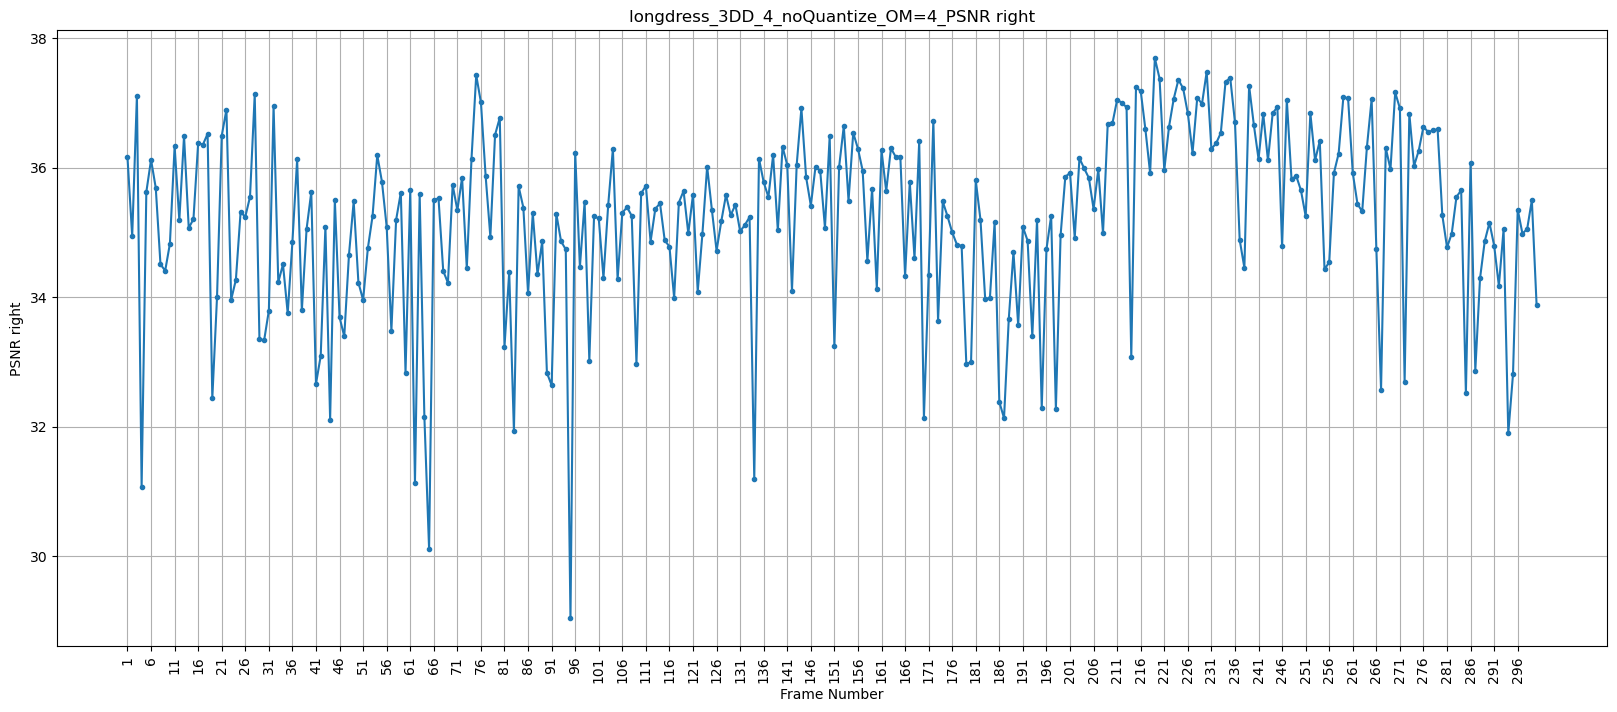 longdress_3DD_4_noQuantize_OM=4_PSNR right
PSNR right
38
36
34
32
30
1 6 11 16 21 26 31 36 41 46 51 56 61 66 71 76 81 86 91 96 101 106 111 116 121 126 131 136 141 146 151 156 161 166 171 176 181 186 191 196 201 206 211 216 221 226 231 236 241 246 251 256 261 266 271 276 281 286 291 296
Frame Number